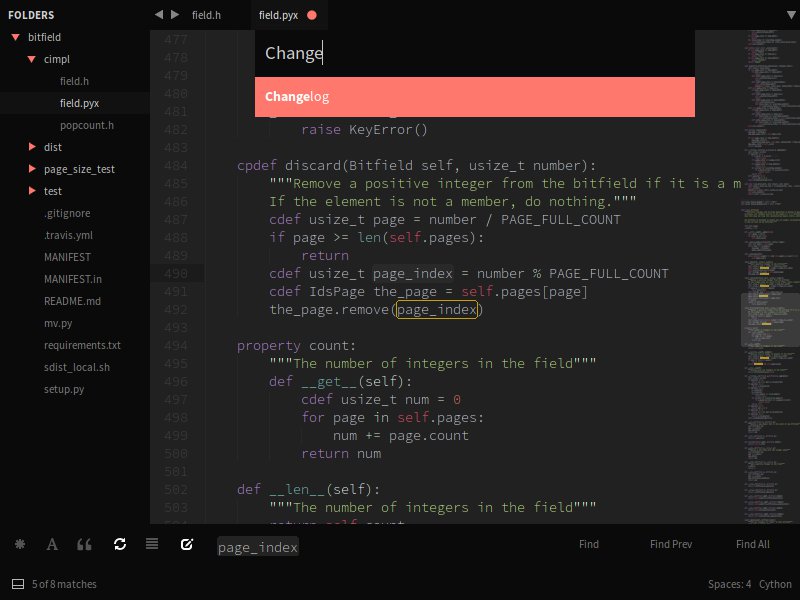 FOLDERS
bitfield
cimpl
field.h
field.pyx
popcount.h
dist
page_size_test
test
.gitignore
.travis.yml
MANIFEST
MANIFEST.in
README.md
mv.py
requirements.txt
sdist_local.sh
setup.py
field.h
field.pyx
Change
Changelog
477
478
479
480
481
482 raise KeyError()
483
484 cpdef discard(Bitfield self, usize_t number):
485 """Remove a positive integer from the bitfield if it is a m
486 If the element is not a member, do nothing."""
487 cdef usize_t page = number / PAGE_FULL_COUNT
488 if page >= len(self.pages):
489 return
490 cdef usize_t page_index = number % PAGE_FULL_COUNT
491 cdef IdsPage the_page = self.pages[page]
492 the_page.remove(page_index)
493
494 property count:
495 """The number of integers in the field"""
496 def __get__(self):
497 cdef usize_t num = 0
498 for page in self.pages:
499 num += page.count
500 return num
501
502 def __len__(self):
503 """The number of integers in the field"""
504 return self.count
page_index
Find
Find Prev
Find All
5 of 8 matches
Spaces: 4
Cython